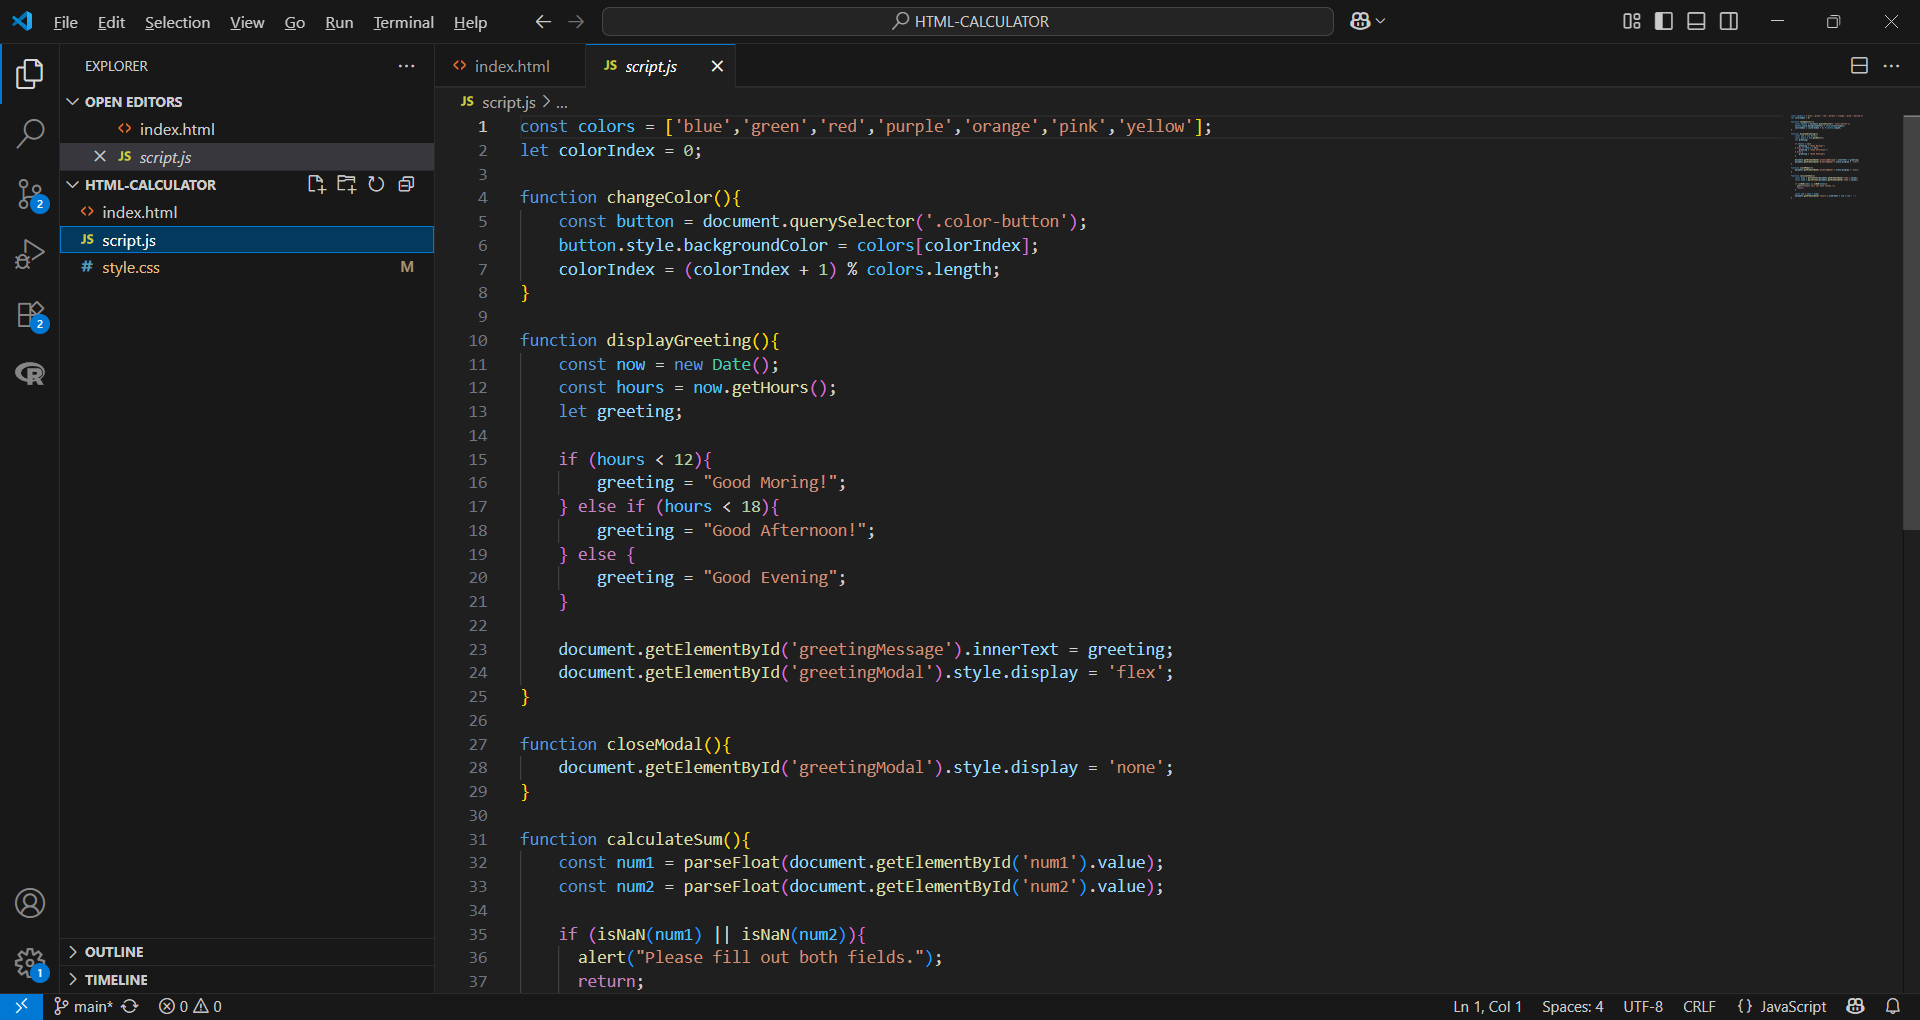 File Edit Selection View Go Run Terminal Help
HTML-CALCULATOR
EXPLORER
OPEN EDITORS
index.html
JS script.js
HTML-CALCULATOR
index.html
JS script.js
# style.css M
2
2
1
OUTLINE
TIMELINE
index.html
JS script.js
JS script.js > ...
1 const colors = ['blue','green','red','purple','orange','pink','yellow'];
2 let colorIndex = 0;
3
4 function changeColor(){
5 const button = document.querySelector('.color-button');
6 button.style.backgroundColor = colors[colorIndex];
7 colorIndex = (colorIndex + 1) % colors.length;
8 }
9
10 function displayGreeting(){
11 const now = new Date();
12 const hours = now.getHours();
13 let greeting;
14
15 if (hours < 12){
16 greeting = "Good Moring!";
17 } else if (hours < 18){
18 greeting = "Good Afternoon!";
19 } else {
20 greeting = "Good Evening";
21 }
22
23 document.getElementById('greetingMessage').innerText = greeting;
24 document.getElementById('greetingModal').style.display = 'flex';
25 }
26
27 function closeModal(){
28 document.getElementById('greetingModal').style.display = 'none';
29 }
30
31 function calculateSum(){
32 const num1 = parseFloat(document.getElementById('num1').value);
33 const num2 = parseFloat(document.getElementById('num2').value);
34
35 if (isNaN(num1) || isNaN(num2)){
36 alert("Please fill out both fields.");
37 return;
main* 0 0 Ln 1, Col 1 Spaces: 4 UTF-8 CRLF {} JavaScript